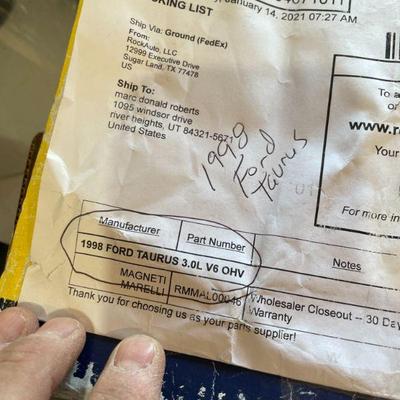 January 14, 2021 07:27 AM
KING LIST
Ship Via: Ground (FedEx)
From:
RockAuto, LLC
12999 Executive Drive
Sugar Land, TX 77478
US
Ship To:
marc donald roberts
1095 windsor drive
river heights, UT 84321-5671
United States
1998
Ford
Taurus
To a
or
www.r
Your
For more in
Manufacturer Part Number Notes
1998 FORD TAURUS 3.0L V6 OHV
MAGNETI
MARELLI RMMAL00046 Wholesaler Closeout -- 30 Day
Warranty
Thank you for choosing us as your parts supplier!